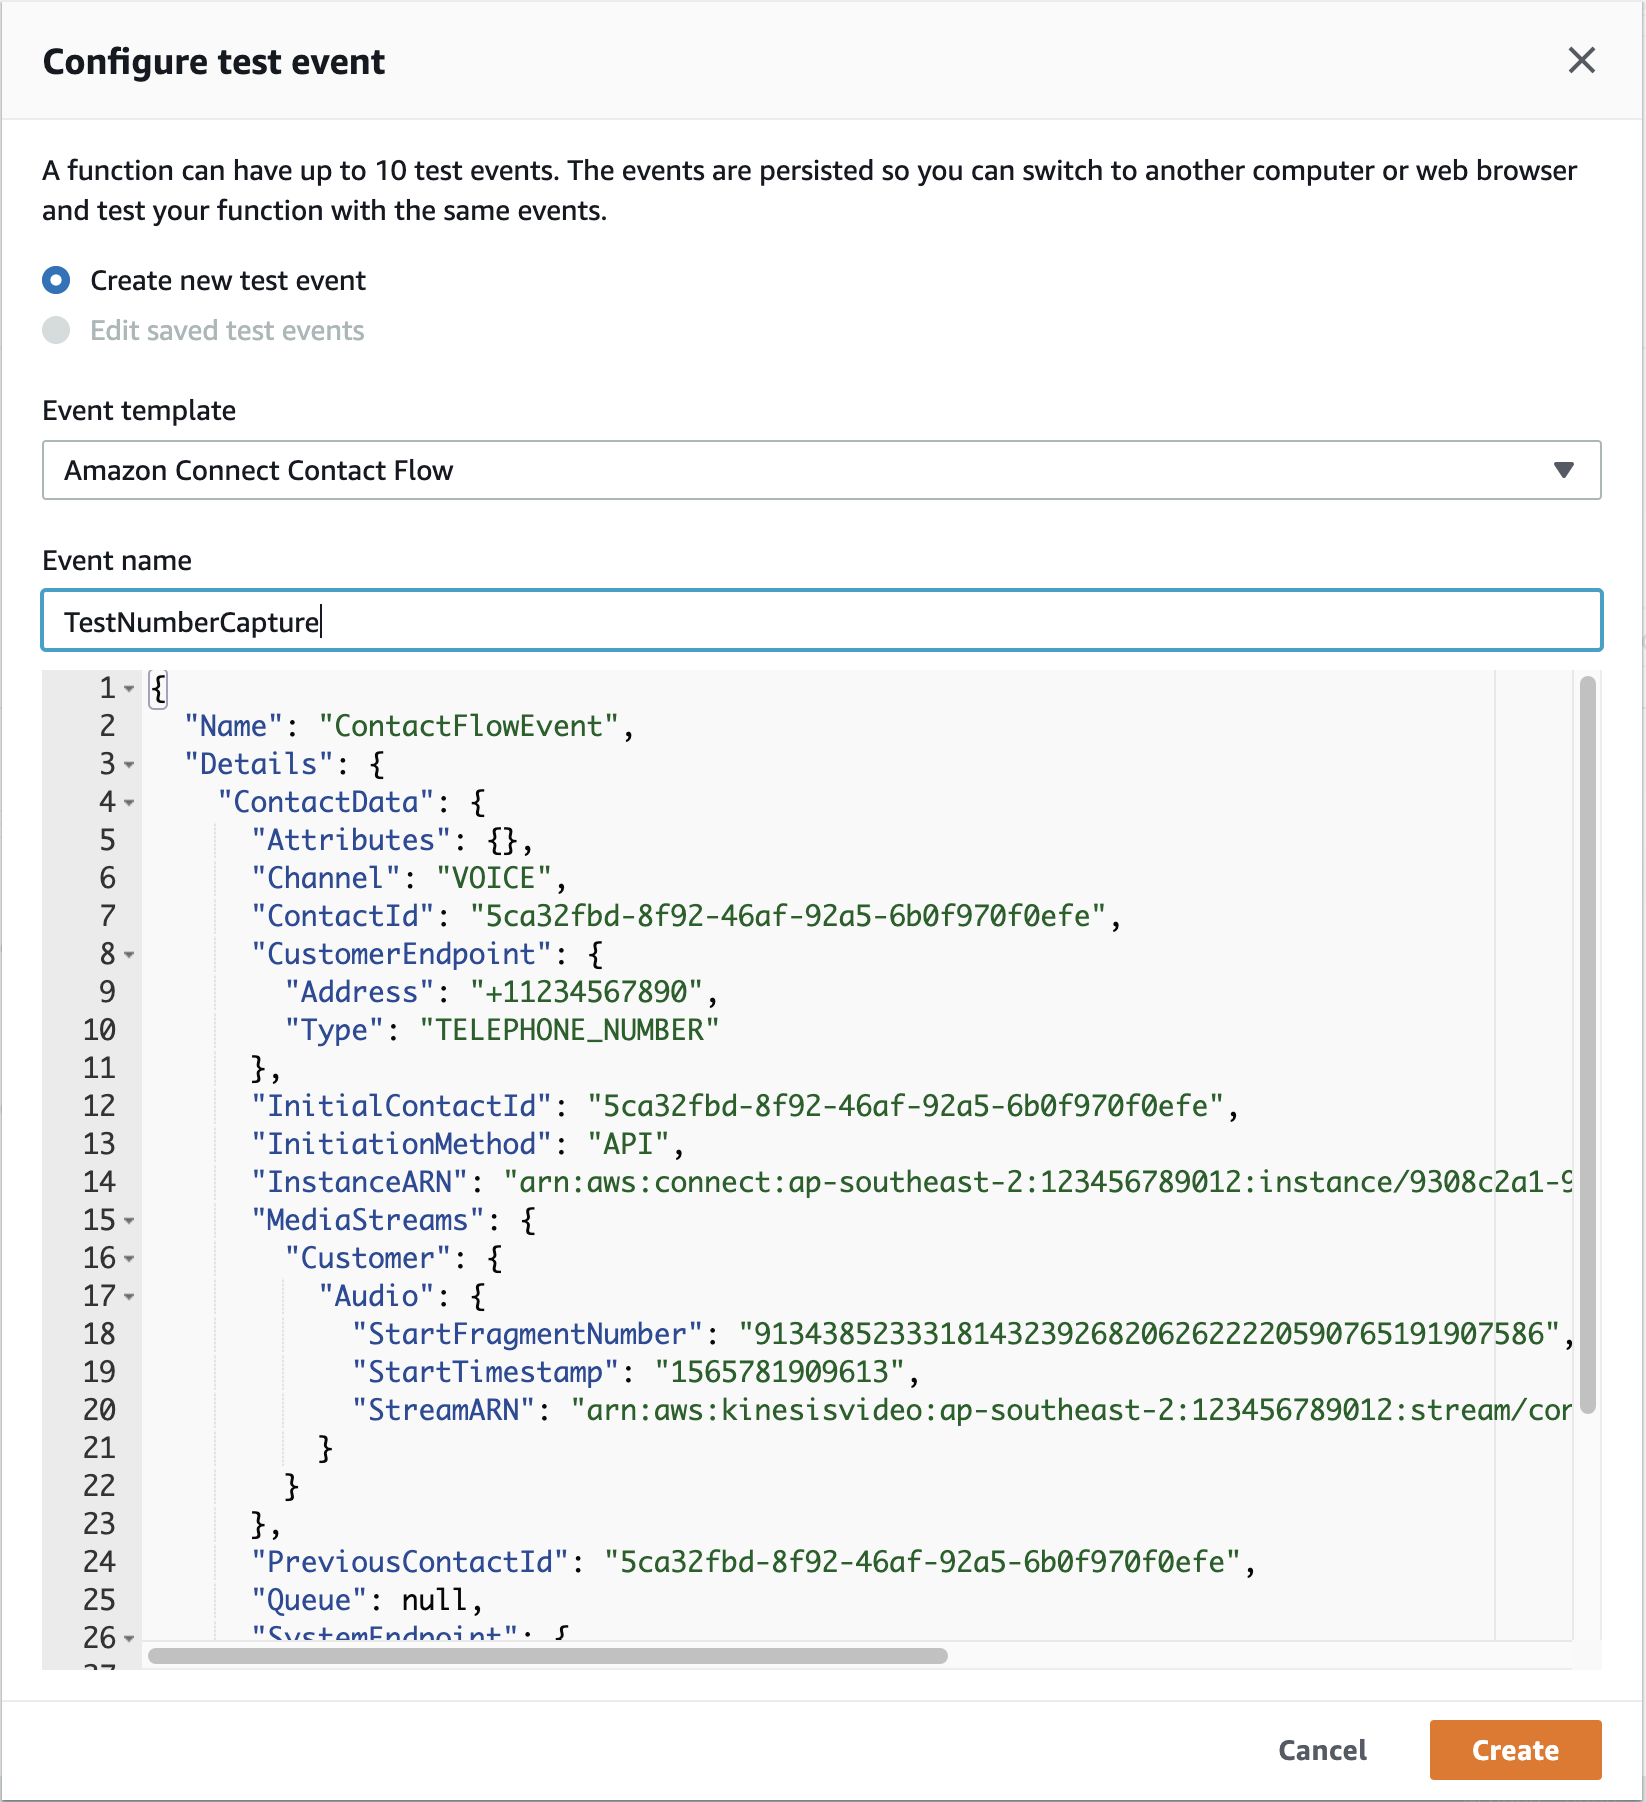 Configure test event
A function can have up to 10 test events. The events are persisted so you can switch to another computer or web browser
and test your function with the same events.
Create new test event
Edit saved test events
Event template
Amazon Connect Contact Flow
Event name
TestNumberCapture
1 {
2 "Name": "ContactFlowEvent",
3 "Details": {
4 "ContactData": {
5 "Attributes": {},
6 "Channel": "VOICE",
7 "ContactId": "5ca32fbd-8f92-46af-92a5-6b0f970f0efe",
8 "CustomerEndpoint": {
9 "Address": "+11234567890",
10 "Type": "TELEPHONE_NUMBER"
11 },
12 "InitialContactId": "5ca32fbd-8f92-46af-92a5-6b0f970f0efe",
13 "InitiationMethod": "API",
14 "InstanceARN": "arn:aws:connect:ap-southeast-2:123456789012:instance/9308c2a1-9
15 "MediaStreams": {
16 "Customer": {
17 "Audio": {
18 "StartFragmentNumber": "91343852333181432392682062622220590765191907586",
19 "StartTimestamp": "1565781909613",
20 "StreamARN": "arn:aws:kinesisvideo:ap-southeast-2:123456789012:stream/con
21 }
22 }
23 },
24 "PreviousContactId": "5ca32fbd-8f92-46af-92a5-6b0f970f0efe",
25 "Queue": null,
26 "SystemEndpoint": {
27
Cancel
Create